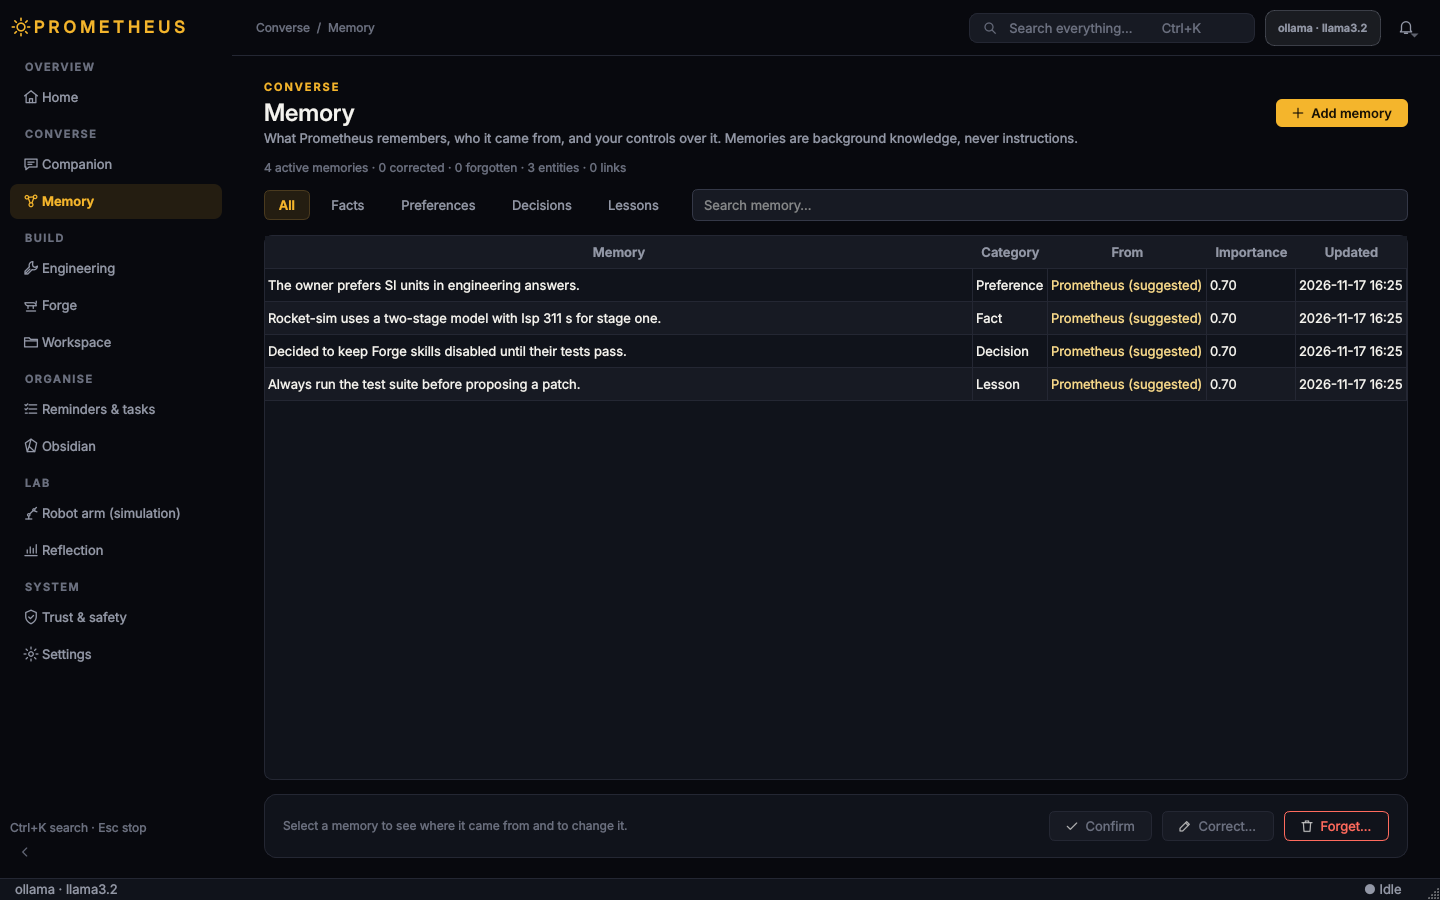 PROMETHEUS
Converse / Memory
Search everything... Ctrl+K
ollama · llama3.2
OVERVIEW
Home
CONVERSE
Companion
Memory
BUILD
Engineering
Forge
Workspace
ORGANISE
Reminders & tasks
Obsidian
LAB
Robot arm (simulation)
Reflection
SYSTEM
Trust & safety
Settings
Ctrl+K search · Esc stop
CONVERSE
Memory
Add memory
What Prometheus remembers, who it came from, and your controls over it. Memories are background knowledge, never instructions.
4 active memories · 0 corrected · 0 forgotten · 3 entities · 0 links
All Facts Preferences Decisions Lessons Search memory...
Memory Category From Importance Updated
The owner prefers SI units in engineering answers. Preference Prometheus (suggested) 0.70 2026-11-17 16:25
Rocket-sim uses a two-stage model with Isp 311 s for stage one. Fact Prometheus (suggested) 0.70 2026-11-17 16:25
Decided to keep Forge skills disabled until their tests pass. Decision Prometheus (suggested) 0.70 2026-11-17 16:25
Always run the test suite before proposing a patch. Lesson Prometheus (suggested) 0.70 2026-11-17 16:25
Select a memory to see where it came from and to change it. Confirm Correct... Forget...
ollama · llama3.2 Idle